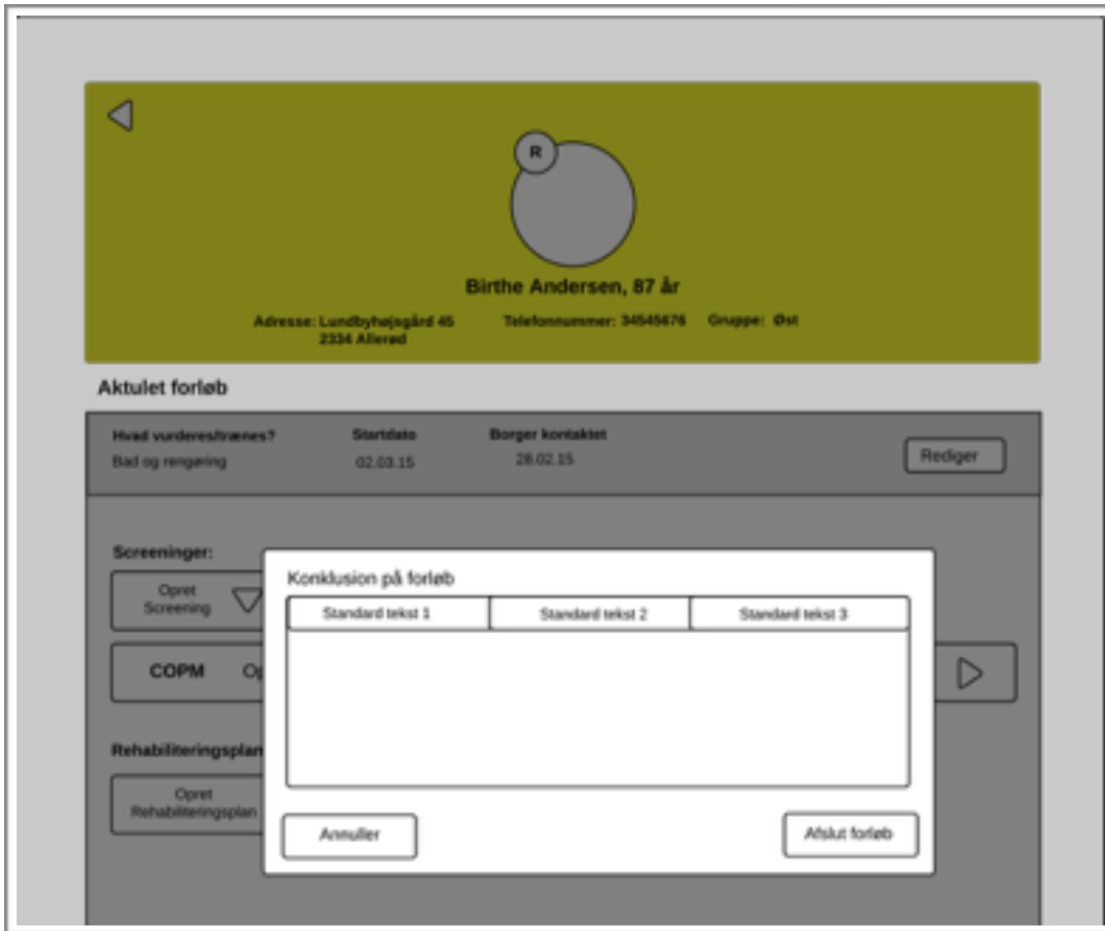 R
Birthe Andersen, 87 år
Adresse: Lundbyhøjsgård 45 Telefonnummer: 34545676 Gruppe: Øst
2334 Allerød
Aktulet forløb
Hvad vurderes/trænes? Startdato Borger kontaktet
Bad og rengøring 02.03.15 28.02.15
Rediger
Screeninger:
Opret
Screening
Konklusion på forløb
Standard tekst 1 Standard tekst 2 Standard tekst 3
COPM
Rehabiliteringsplan
Opret
Rehabiliteringsplan
Annuller Afslut forløb